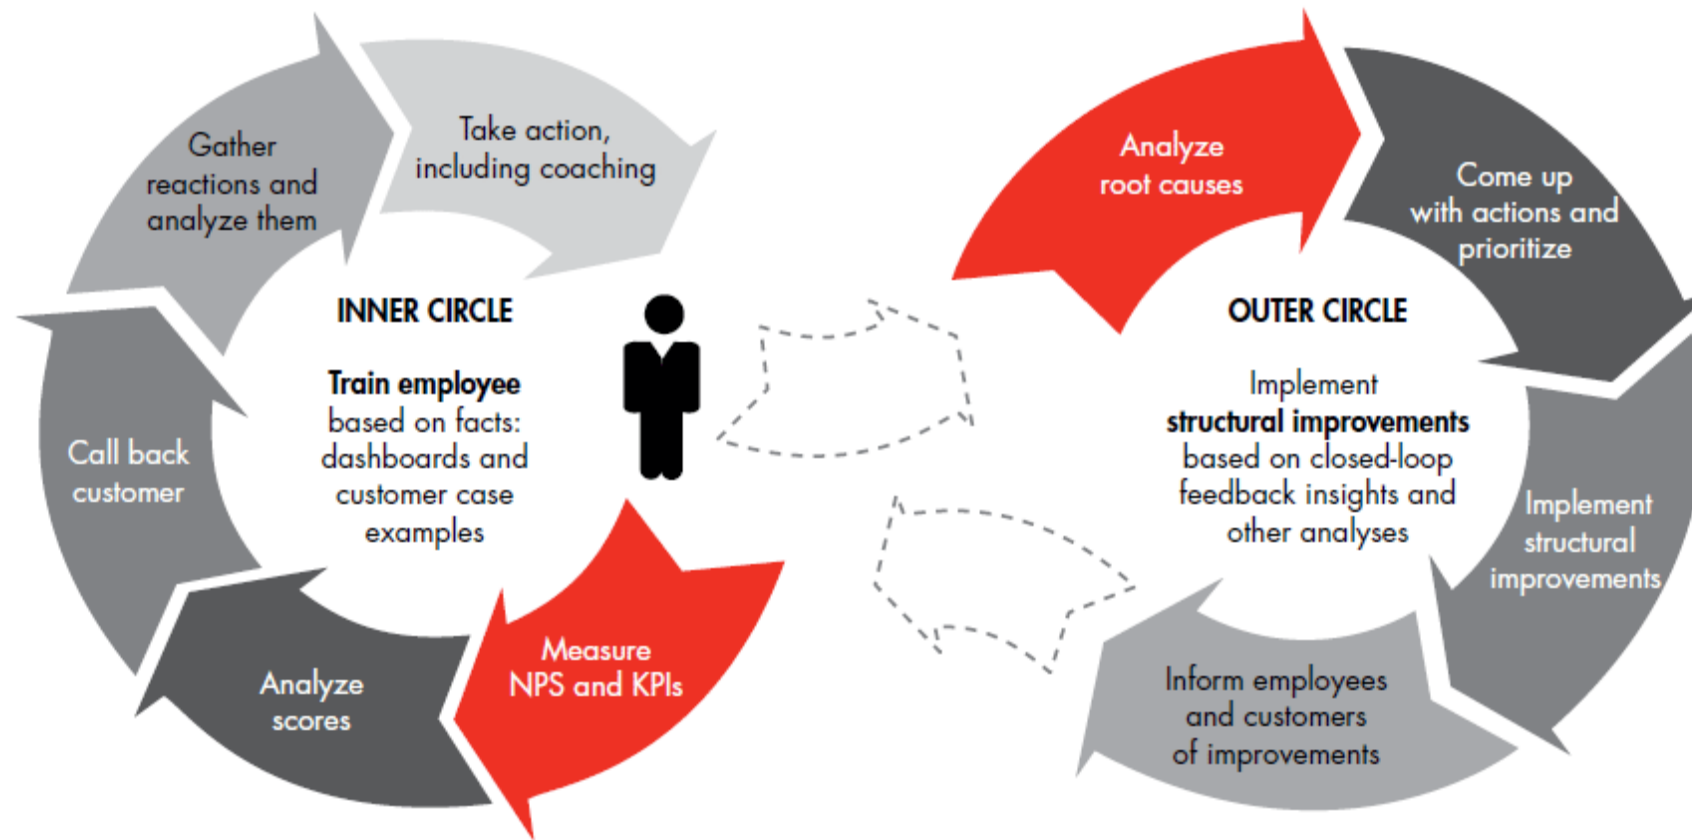 Gather
reactions and
analyze them
Take action,
including coaching
INNER CIRCLE
Train employee
based on facts:
dashboards and
customer case
examples
Call back
customer
Analyze
scores
Measure
NPS and KPIs
Analyze
root causes
Come up
with actions and
prioritize
OUTER CIRCLE
Implement
structural improvements
based on closed-loop
feedback insights and
other analyses
Implement
structural
improvements
Inform employees
and customers
of improvements